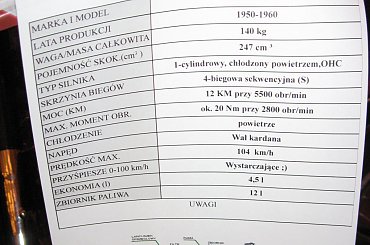 MARKA I MODEL
LATA PRODUKCJI 1950-1960
WAGA/MASA CAŁKOWITA 140 kg
POJEMNOŚĆ SKOK.(cm³) 247 cm³
TYP SILNIKA 1-cylindrowy, chłodzony powietrzem,OHC
SKRZYNIA BIEGÓW 4-biegowa sekwencyjna (S)
MOC (KM) 12 KM przy 5500 obr/min
MAX. MOMENT OBR. ok. 20 Nm przy 2800 obr/min
CHŁODZENIE powietrze
NAPĘD Wał kardana
PRĘDKOŚĆ MAX. 104 km/h
PRZYŚPIESZE 0-100 km/h Wystarczające ;)
EKONOMIA (l) 4,5 l
ZBIORNIK PALIWA 12 l
UWAGI